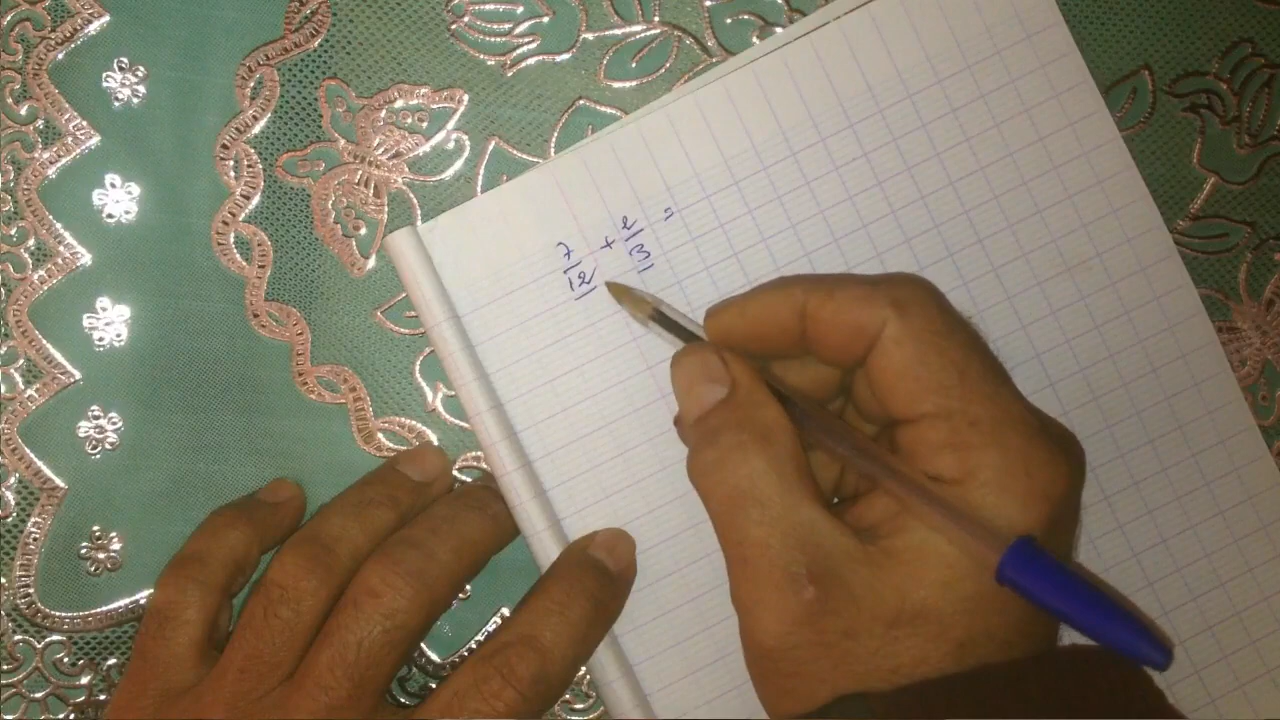 7/12 + 2/3 =